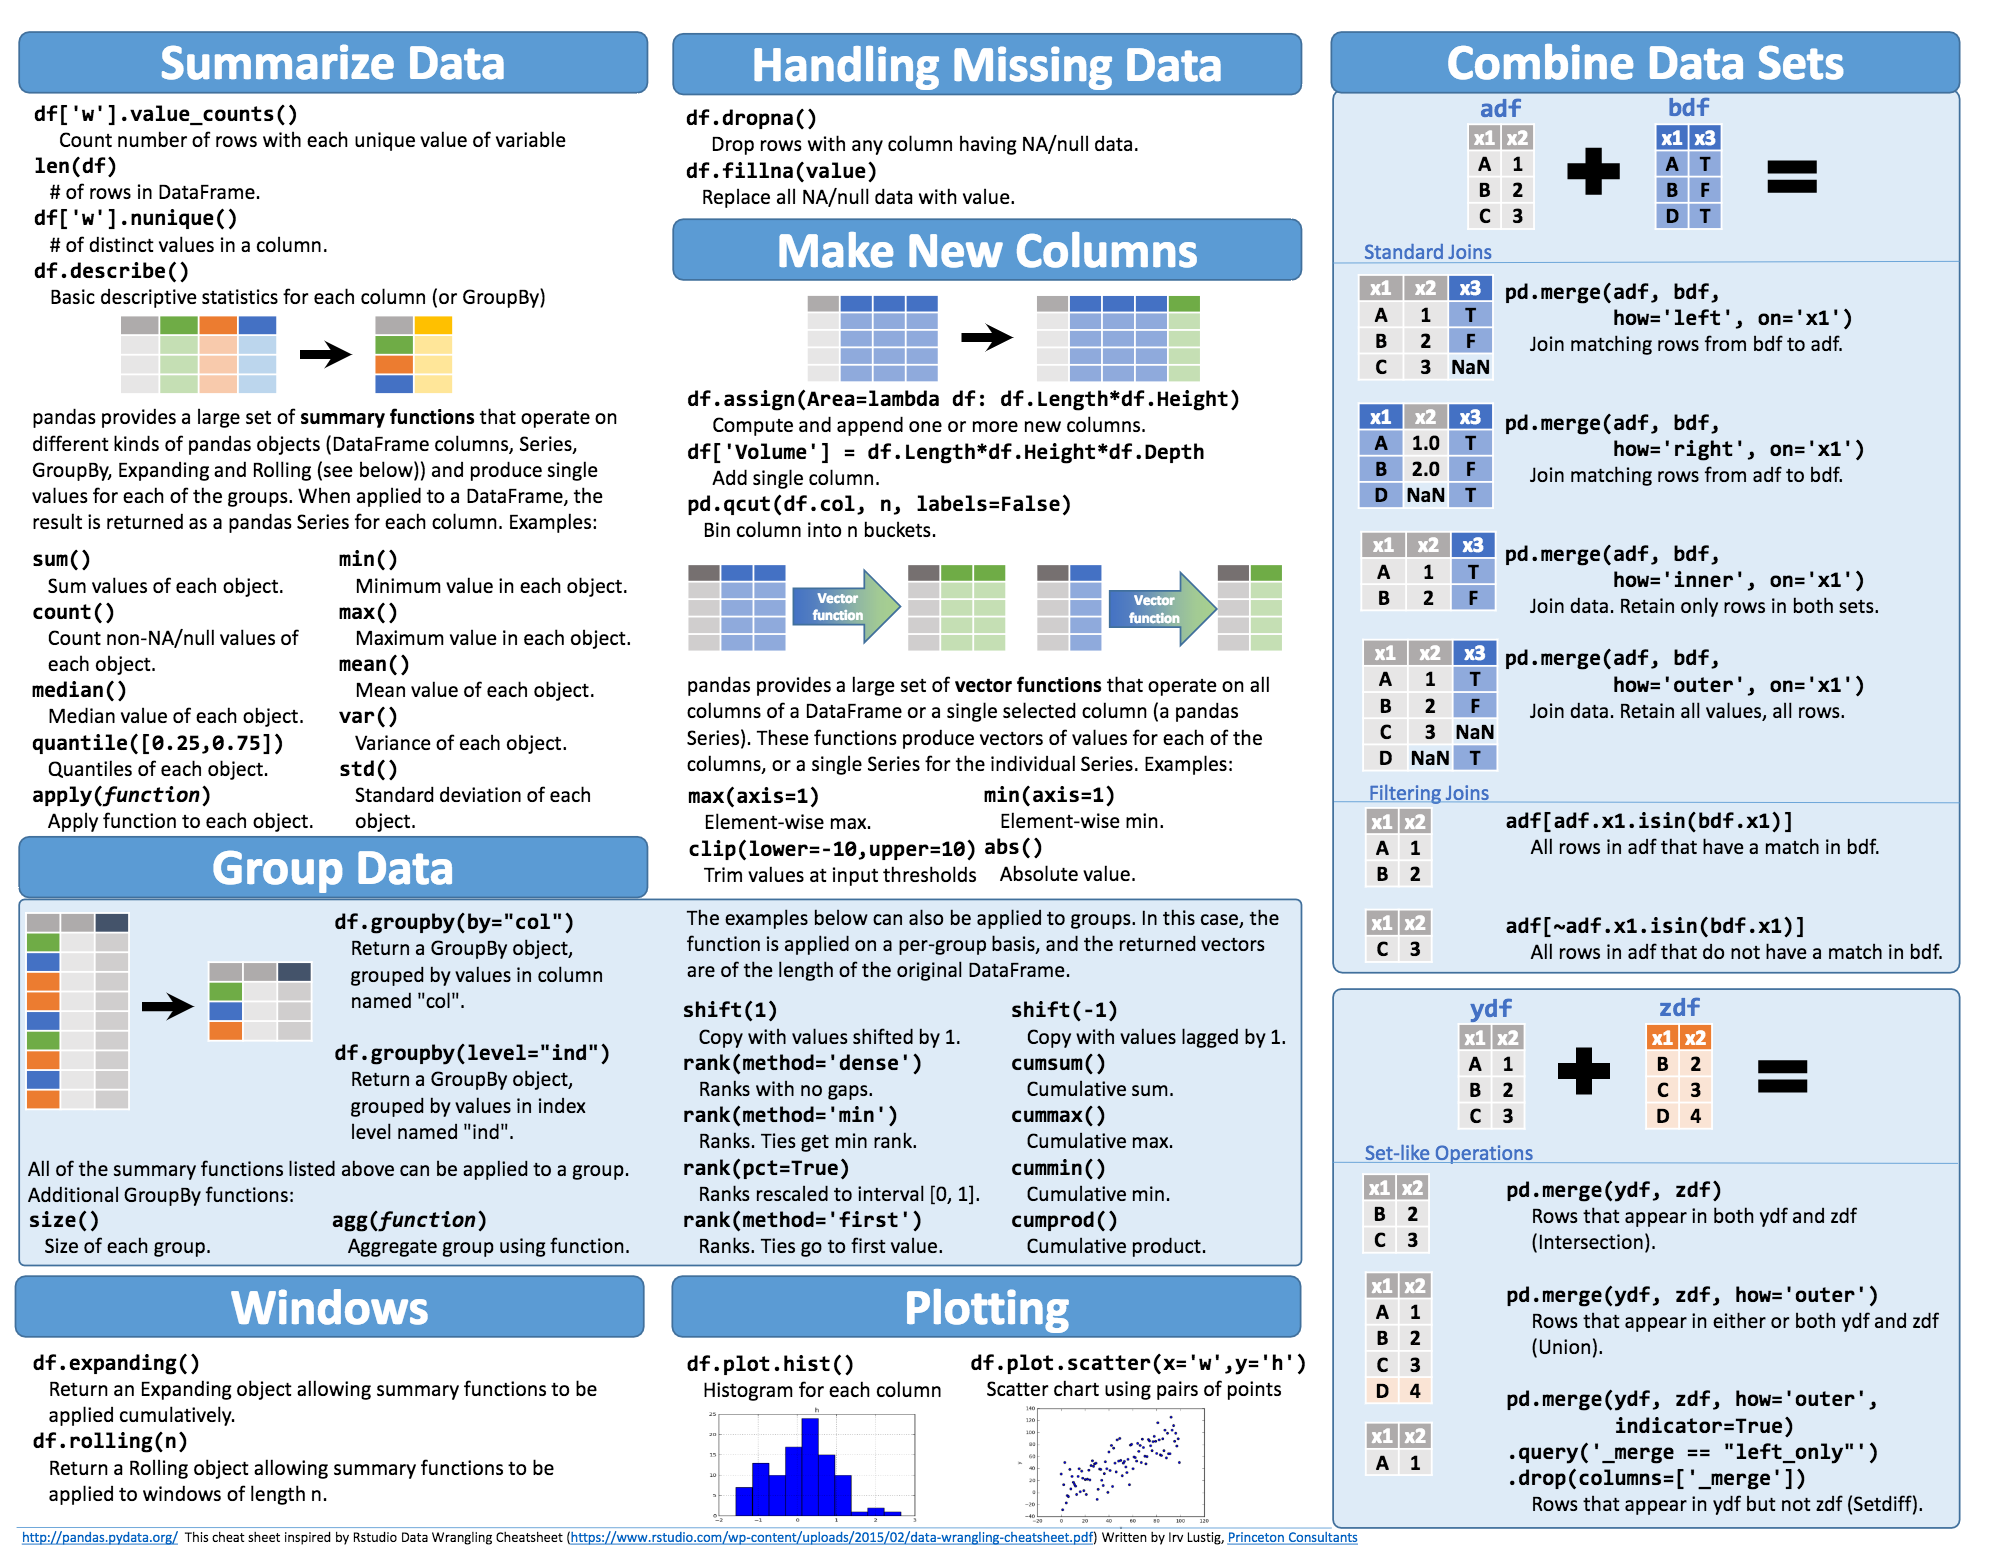 Summarize Data
df['w'].value_counts()
Count number of rows with each unique value of variable
len(df)
# of rows in DataFrame.
df['w'].nunique()
# of distinct values in a column.
df.describe()
Basic descriptive statistics for each column (or GroupBy)
pandas provides a large set of summary functions that operate on
different kinds of pandas objects (DataFrame columns, Series,
GroupBy, Expanding and Rolling (see below)) and produce single
values for each of the groups. When applied to a DataFrame, the
result is returned as a pandas Series for each column. Examples:
sum()
Sum values of each object.
count()
Count non-NA/null values of
each object.
median()
Median value of each object.
quantile([0.25,0.75])
Quantiles of each object.
apply(function)
Apply function to each object.
min()
Minimum value in each object.
max()
Maximum value in each object.
mean()
Mean value of each object.
var()
Variance of each object.
std()
Standard deviation of each
object.
Group Data
df.groupby(by="col")
Return a GroupBy object,
grouped by values in column
named "col".
df.groupby(level="ind")
Return a GroupBy object,
grouped by values in index
level named "ind".
All of the summary functions listed above can be applied to a group.
Additional GroupBy functions:
size()
Size of each group.
agg(function)
Aggregate group using function.
Windows
df.expanding()
Return an Expanding object allowing summary functions to be
applied cumulatively.
df.rolling(n)
Return a Rolling object allowing summary functions to be
applied to windows of length n.
Handling Missing Data
df.dropna()
Drop rows with any column having NA/null data.
df.fillna(value)
Replace all NA/null data with value.
Make New Columns
df.assign(Area=lambda df: df.Length*df.Height)
Compute and append one or more new columns.
df['Volume'] = df.Length*df.Height*df.Depth
Add single column.
pd.qcut(df.col, n, labels=False)
Bin column into n buckets.
Vector
function
Vector
function
pandas provides a large set of vector functions that operate on all
columns of a DataFrame or a single selected column (a pandas
Series). These functions produce vectors of values for each of the
columns, or a single Series for the individual Series. Examples:
max(axis=1)
Element-wise max.
clip(lower=-10,upper=10)
Trim values at input thresholds
min(axis=1)
Element-wise min.
abs()
Absolute value.
The examples below can also be applied to groups. In this case, the
function is applied on a per-group basis, and the returned vectors
are of the length of the original DataFrame.
shift(1)
Copy with values shifted by 1.
rank(method='dense')
Ranks with no gaps.
rank(method='min')
Ranks. Ties get min rank.
rank(pct=True)
Ranks rescaled to interval [0, 1].
rank(method='first')
Ranks. Ties go to first value.
shift(-1)
Copy with values lagged by 1.
cumsum()
Cumulative sum.
cummax()
Cumulative max.
cummin()
Cumulative min.
cumprod()
Cumulative product.
Plotting
df.plot.hist()
Histogram for each column
h
25
20
15
10
5
0
-2 -1 0 1 2 3
df.plot.scatter(x='w',y='h')
Scatter chart using pairs of points
140
120
100
80
60
40
20
0
-20
-40
-20 0 20 40 60 80 100 120
Combine Data Sets
adf
x1 x2
A 1
B 2
C 3
bdf
x1 x3
A T
B F
D T
Standard Joins
x1 x2 x3
A 1 T
B 2 F
C 3 NaN
pd.merge(adf, bdf,
how='left', on='x1')
Join matching rows from bdf to adf.
x1 x2 x3
A 1.0 T
B 2.0 F
D NaN T
pd.merge(adf, bdf,
how='right', on='x1')
Join matching rows from adf to bdf.
x1 x2 x3
A 1 T
B 2 F
pd.merge(adf, bdf,
how='inner', on='x1')
Join data. Retain only rows in both sets.
x1 x2 x3
A 1 T
B 2 F
C 3 NaN
D NaN T
pd.merge(adf, bdf,
how='outer', on='x1')
Join data. Retain all values, all rows.
Filtering Joins
x1 x2
A 1
B 2
adf[adf.x1.isin(bdf.x1)]
All rows in adf that have a match in bdf.
x1 x2
C 3
adf[~adf.x1.isin(bdf.x1)]
All rows in adf that do not have a match in bdf.
ydf
x1 x2
A 1
B 2
C 3
zdf
x1 x2
B 2
C 3
D 4
Set-like Operations
x1 x2
B 2
C 3
pd.merge(ydf, zdf)
Rows that appear in both ydf and zdf
(Intersection).
x1 x2
A 1
B 2
C 3
D 4
pd.merge(ydf, zdf, how='outer')
Rows that appear in either or both ydf and zdf
(Union).
x1 x2
A 1
pd.merge(ydf, zdf, how='outer',
indicator=True)
.query('_merge == "left_only"')
.drop(columns=['_merge'])
Rows that appear in ydf but not zdf (Setdiff).
http://pandas.pydata.org/ This cheat sheet inspired by Rstudio Data Wrangling Cheatsheet (https://www.rstudio.com/wp-content/uploads/2015/02/data-wrangling-cheatsheet.pdf) Written by Irv Lustig, Princeton Consultants